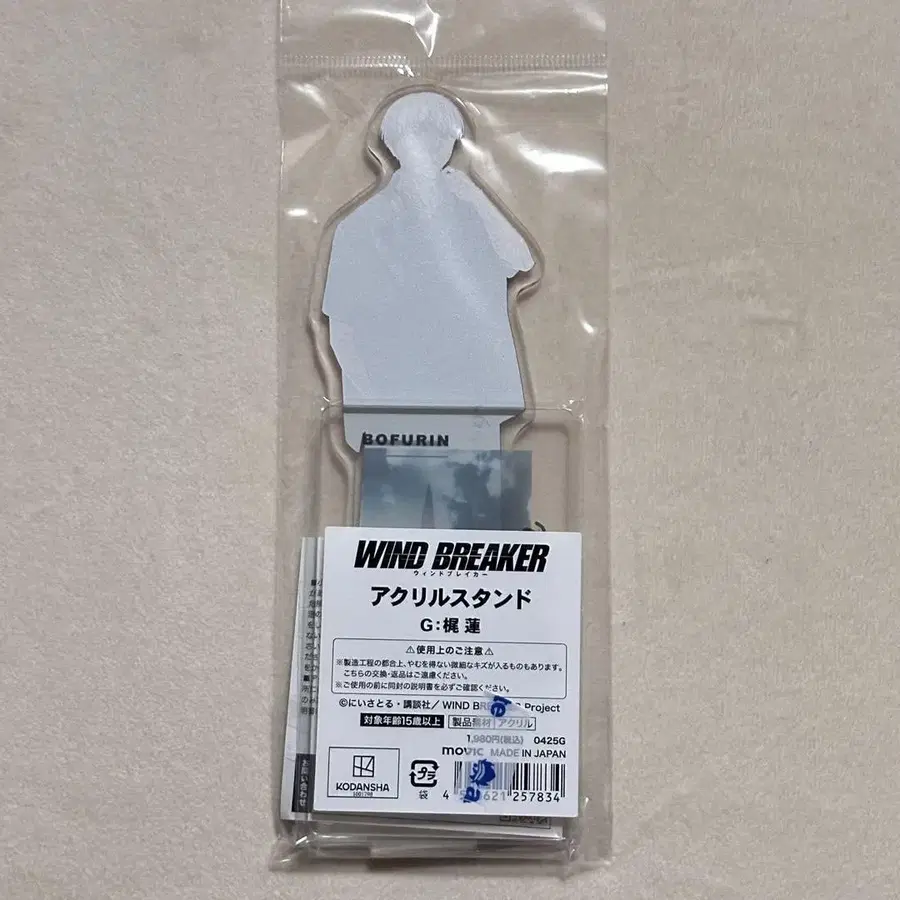 BOFURIN
WIND BREAKER
ウィンドブレイカー
アクリルスタンド
G:梶 蓮
⚠使用上のご注意⚠
※製造工程の都合上、やむを得ない微細なキズが入るものもあります。
こちらの交換・返品はご遠慮ください。
※ご使用の前に同封の説明書を必ずご確認ください。
©にいさとる・講談社/ WIND BREAKER Project
対象年齢15歳以上 製品素材 アクリル
1,980円(税込) 0425G
movic MADE IN JAPAN
KODANSHA
プラ
袋
257834
お問い合わせ